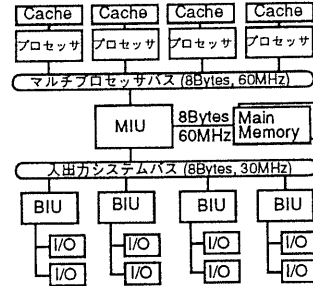 Cache Cache Cache Cache
プロセッサ プロセッサ プロセッサ プロセッサ
マルチプロセッサバス (8Bytes, 60MHz)
MIU
8Bytes
60MHz
Main
Memory
入出力システムバス (8Bytes, 30MHz)
BIU BIU BIU BIU
I/O I/O I/O I/O
I/O I/O I/O I/O